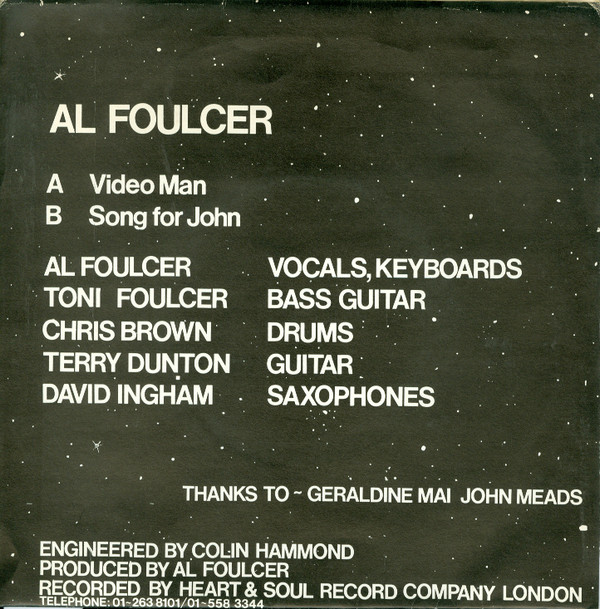 AL FOULCER
A Video Man
B Song for John
AL FOULCER VOCALS, KEYBOARDS
TONI FOULCER BASS GUITAR
CHRIS BROWN DRUMS
TERRY DUNTON GUITAR
DAVID INGHAM SAXOPHONES
THANKS TO ~ GERALDINE MAI JOHN MEADS
ENGINEERED BY COLIN HAMMOND
PRODUCED BY AL FOULCER
RECORDED BY HEART & SOUL RECORD COMPANY LONDON
TELEPHONE: 01~263 8101/01~558 3344